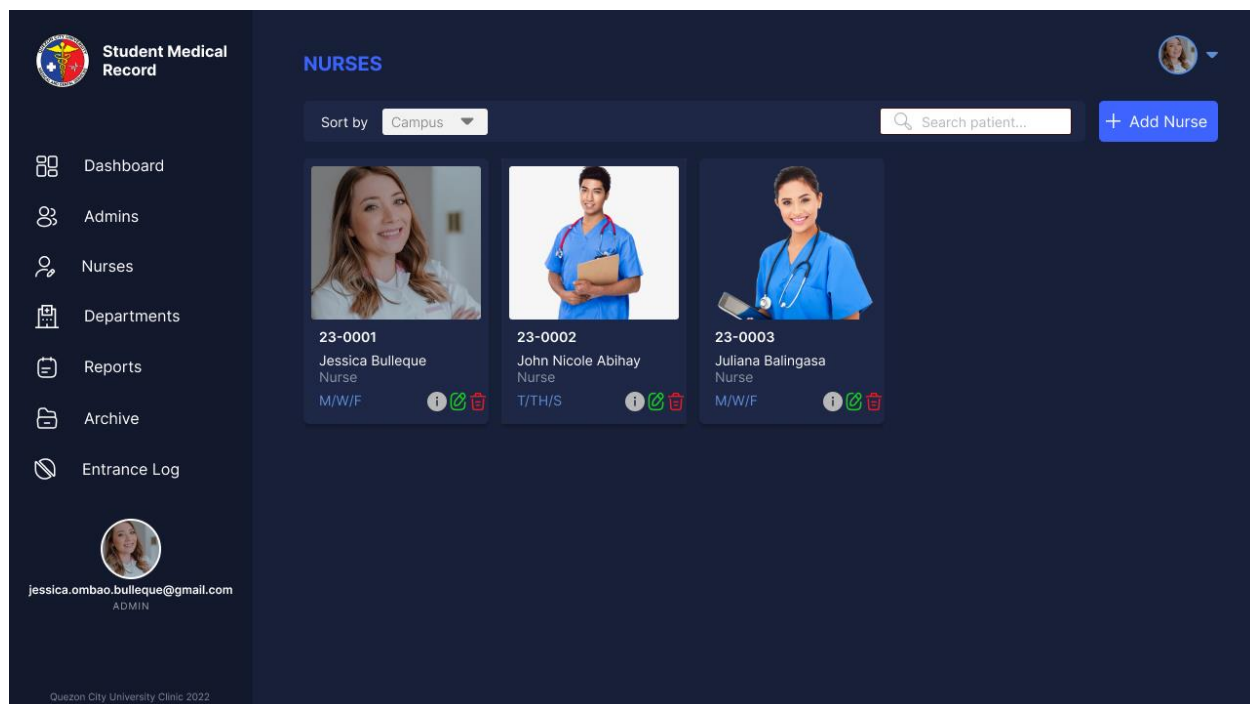 Student Medical
Record
NURSES
Sort by Campus
Search patient...
+ Add Nurse
Dashboard
Admins
Nurses
Departments
Reports
Archive
Entrance Log
23-0001
Jessica Bulleque
Nurse
M/W/F
23-0002
John Nicole Abihay
Nurse
T/TH/S
23-0003
Juliana Balingasa
Nurse
M/W/F
jessica.ombao.bulleque@gmail.com
ADMIN
Quezon City University Clinic 2022